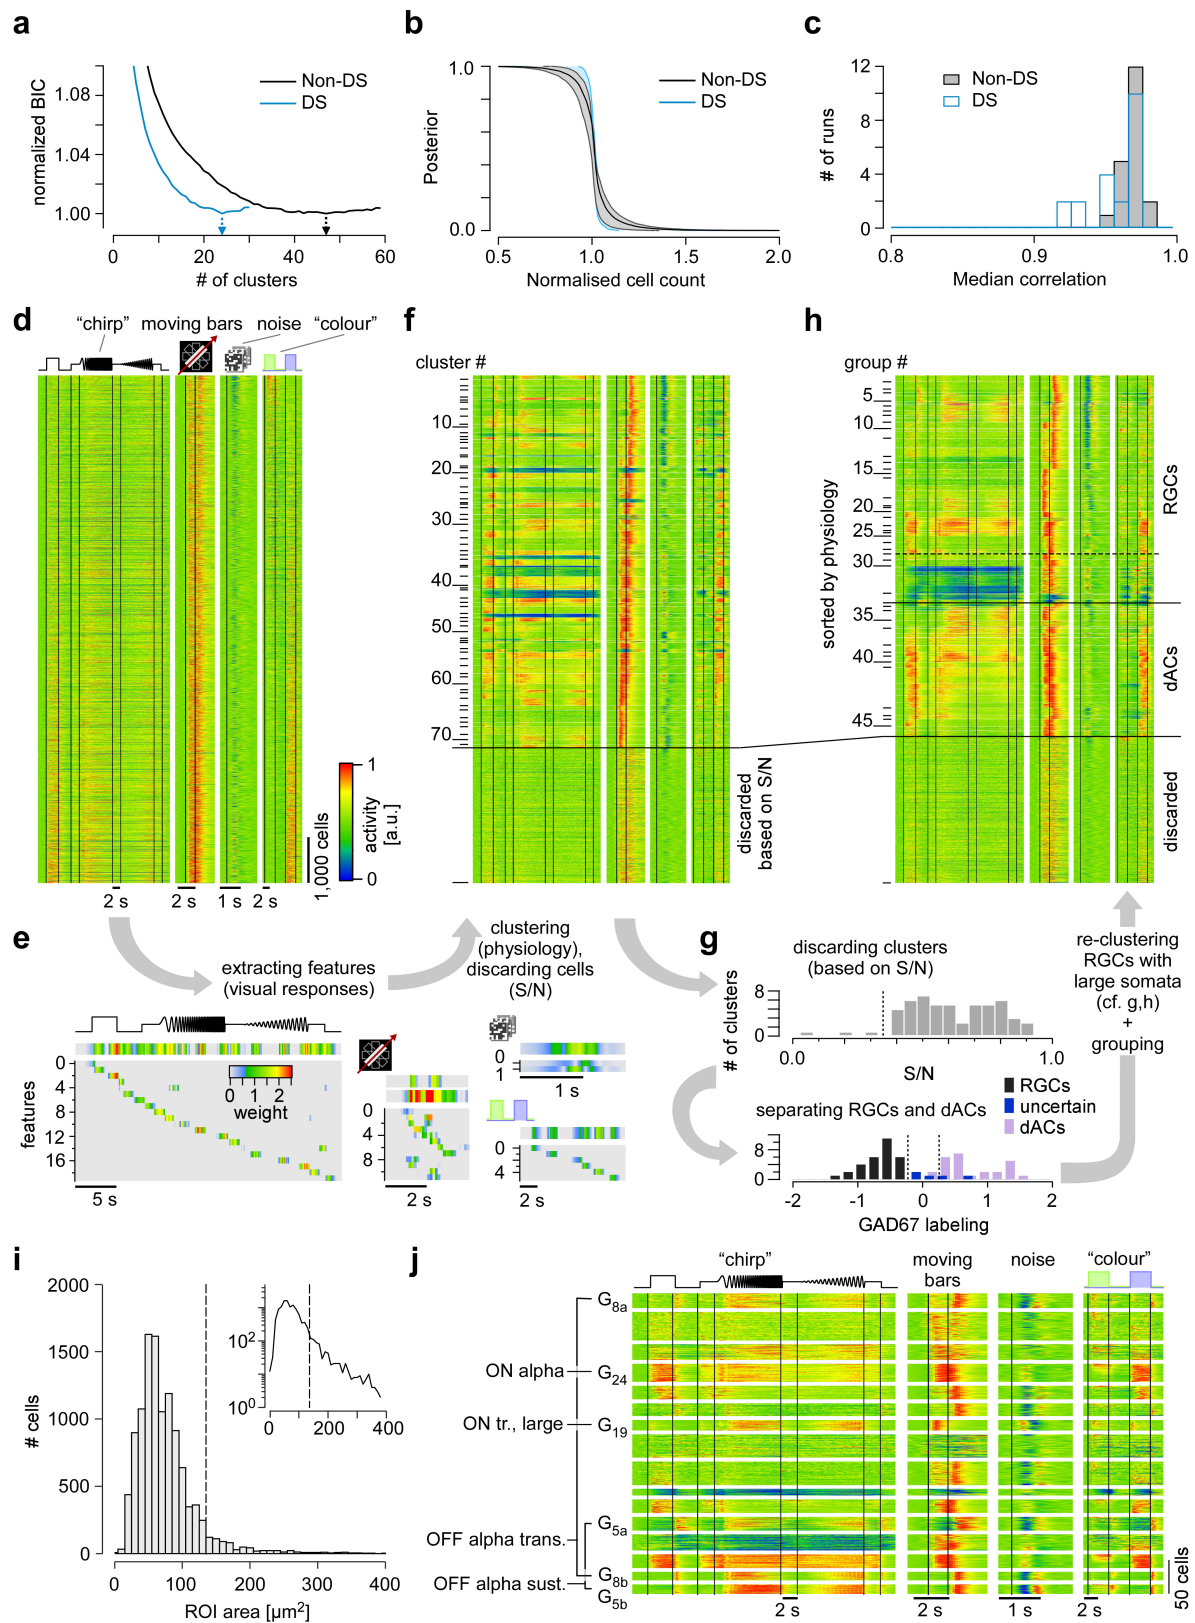 a
normalized BIC
1.08
1.04
1.00
Non-DS
DS
0
20
40
60
# of clusters
b
Posterior
1.0
0.0
Non-DS
DS
0.5
1.0
1.5
2.0
Normalised cell count
c
# of runs
12
8
4
0
Non-DS
DS
0.8
0.9
1.0
Median correlation
d
"chirp"
moving bars
noise
"colour"
1
activity
[a.u.]
0
1,000 cells
2 s
2 s
1 s
2 s
f
cluster #
10
20
30
40
50
60
70
discarded
based on S/N
h
group #
sorted by physiology
5
10
15
20
25
30
35
40
45
RGCs
dACs
discarded
e
extracting features
(visual responses)
clustering
(physiology),
discarding cells
(S/N)
features
0
4
8
12
16
0
1
2
weight
5 s
0
4
8
2 s
0
1
1 s
0
4
2 s
g
discarding clusters
(based on S/N)
# of clusters
8
0
0.0
0.5
1.0
S/N
separating RGCs and dACs
RGCs
uncertain
dACs
8
0
-2
-1
0
1
2
GAD67 labeling
re-clustering
RGCs with
large somata
(cf. g,h)
+
grouping
i
# cells
2000
1500
1000
500
0
0
100
200
300
400
ROI area [µm²]
10²
10⁰
0
200
400
j
"chirp"
moving
bars
noise
"colour"
G8a
ON alpha
G24
ON tr., large
G19
G5a
OFF alpha trans.
G8b
OFF alpha sust.
G5b
2 s
2 s
1 s
2 s
50 cells